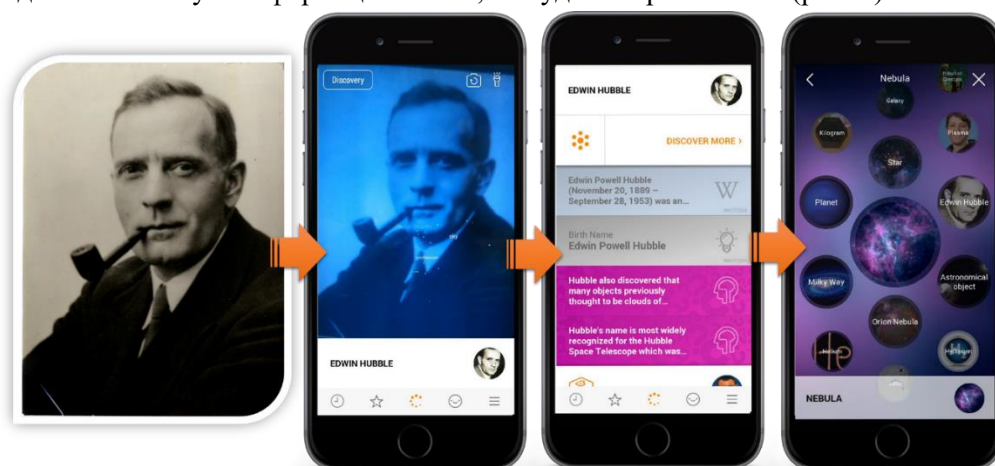 Discovery
EDWIN HUBBLE
EDWIN HUBBLE
DISCOVER MORE >
Edwin Powell Hubble
(November 20, 1889 –
September 28, 1953) was an...
W
Birth Name
Edwin Powell Hubble
Hubble also discovered that
many objects previously
thought to be clouds of...
Hubble's name is most widely
recognized for the Hubble
Space Telescope which was...
Nebula
Galaxy
Kilogram
Plasma
Star
Planet
Edwin Hubble
Milky Way
Astronomical
object
Orion Nebula
NEBULA